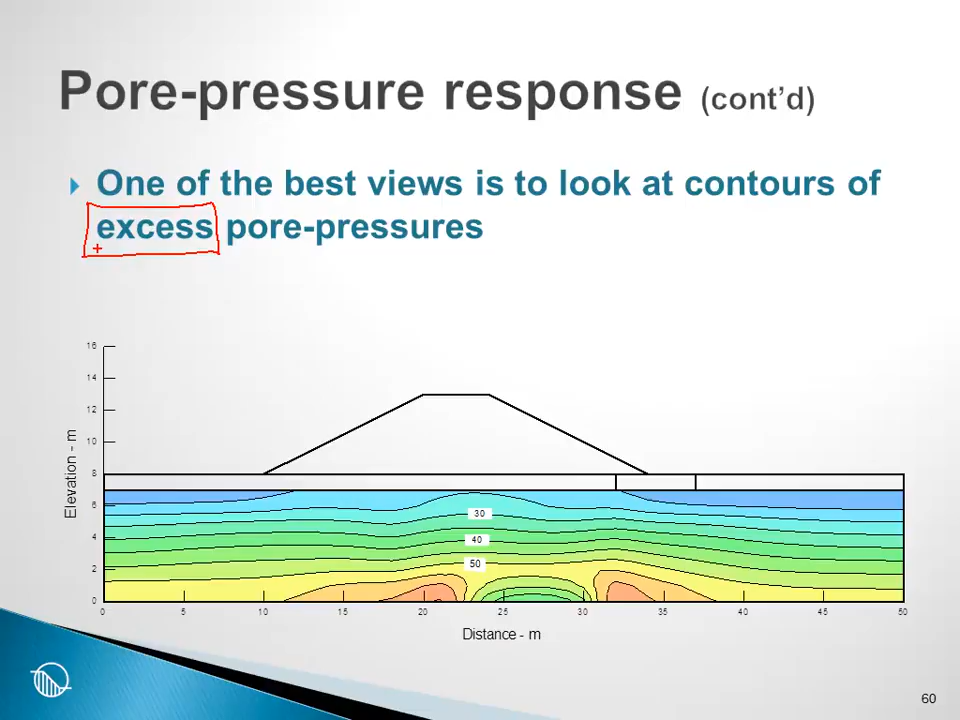 Pore-pressure response (cont’d)
One of the best views is to look at contours of
excess pore-pressures
16
14
12
10
8
6
4
2
0
Elevation - m
30
40
50
0 5 10 15 20 25 30 35 40 45 50
Distance - m
60